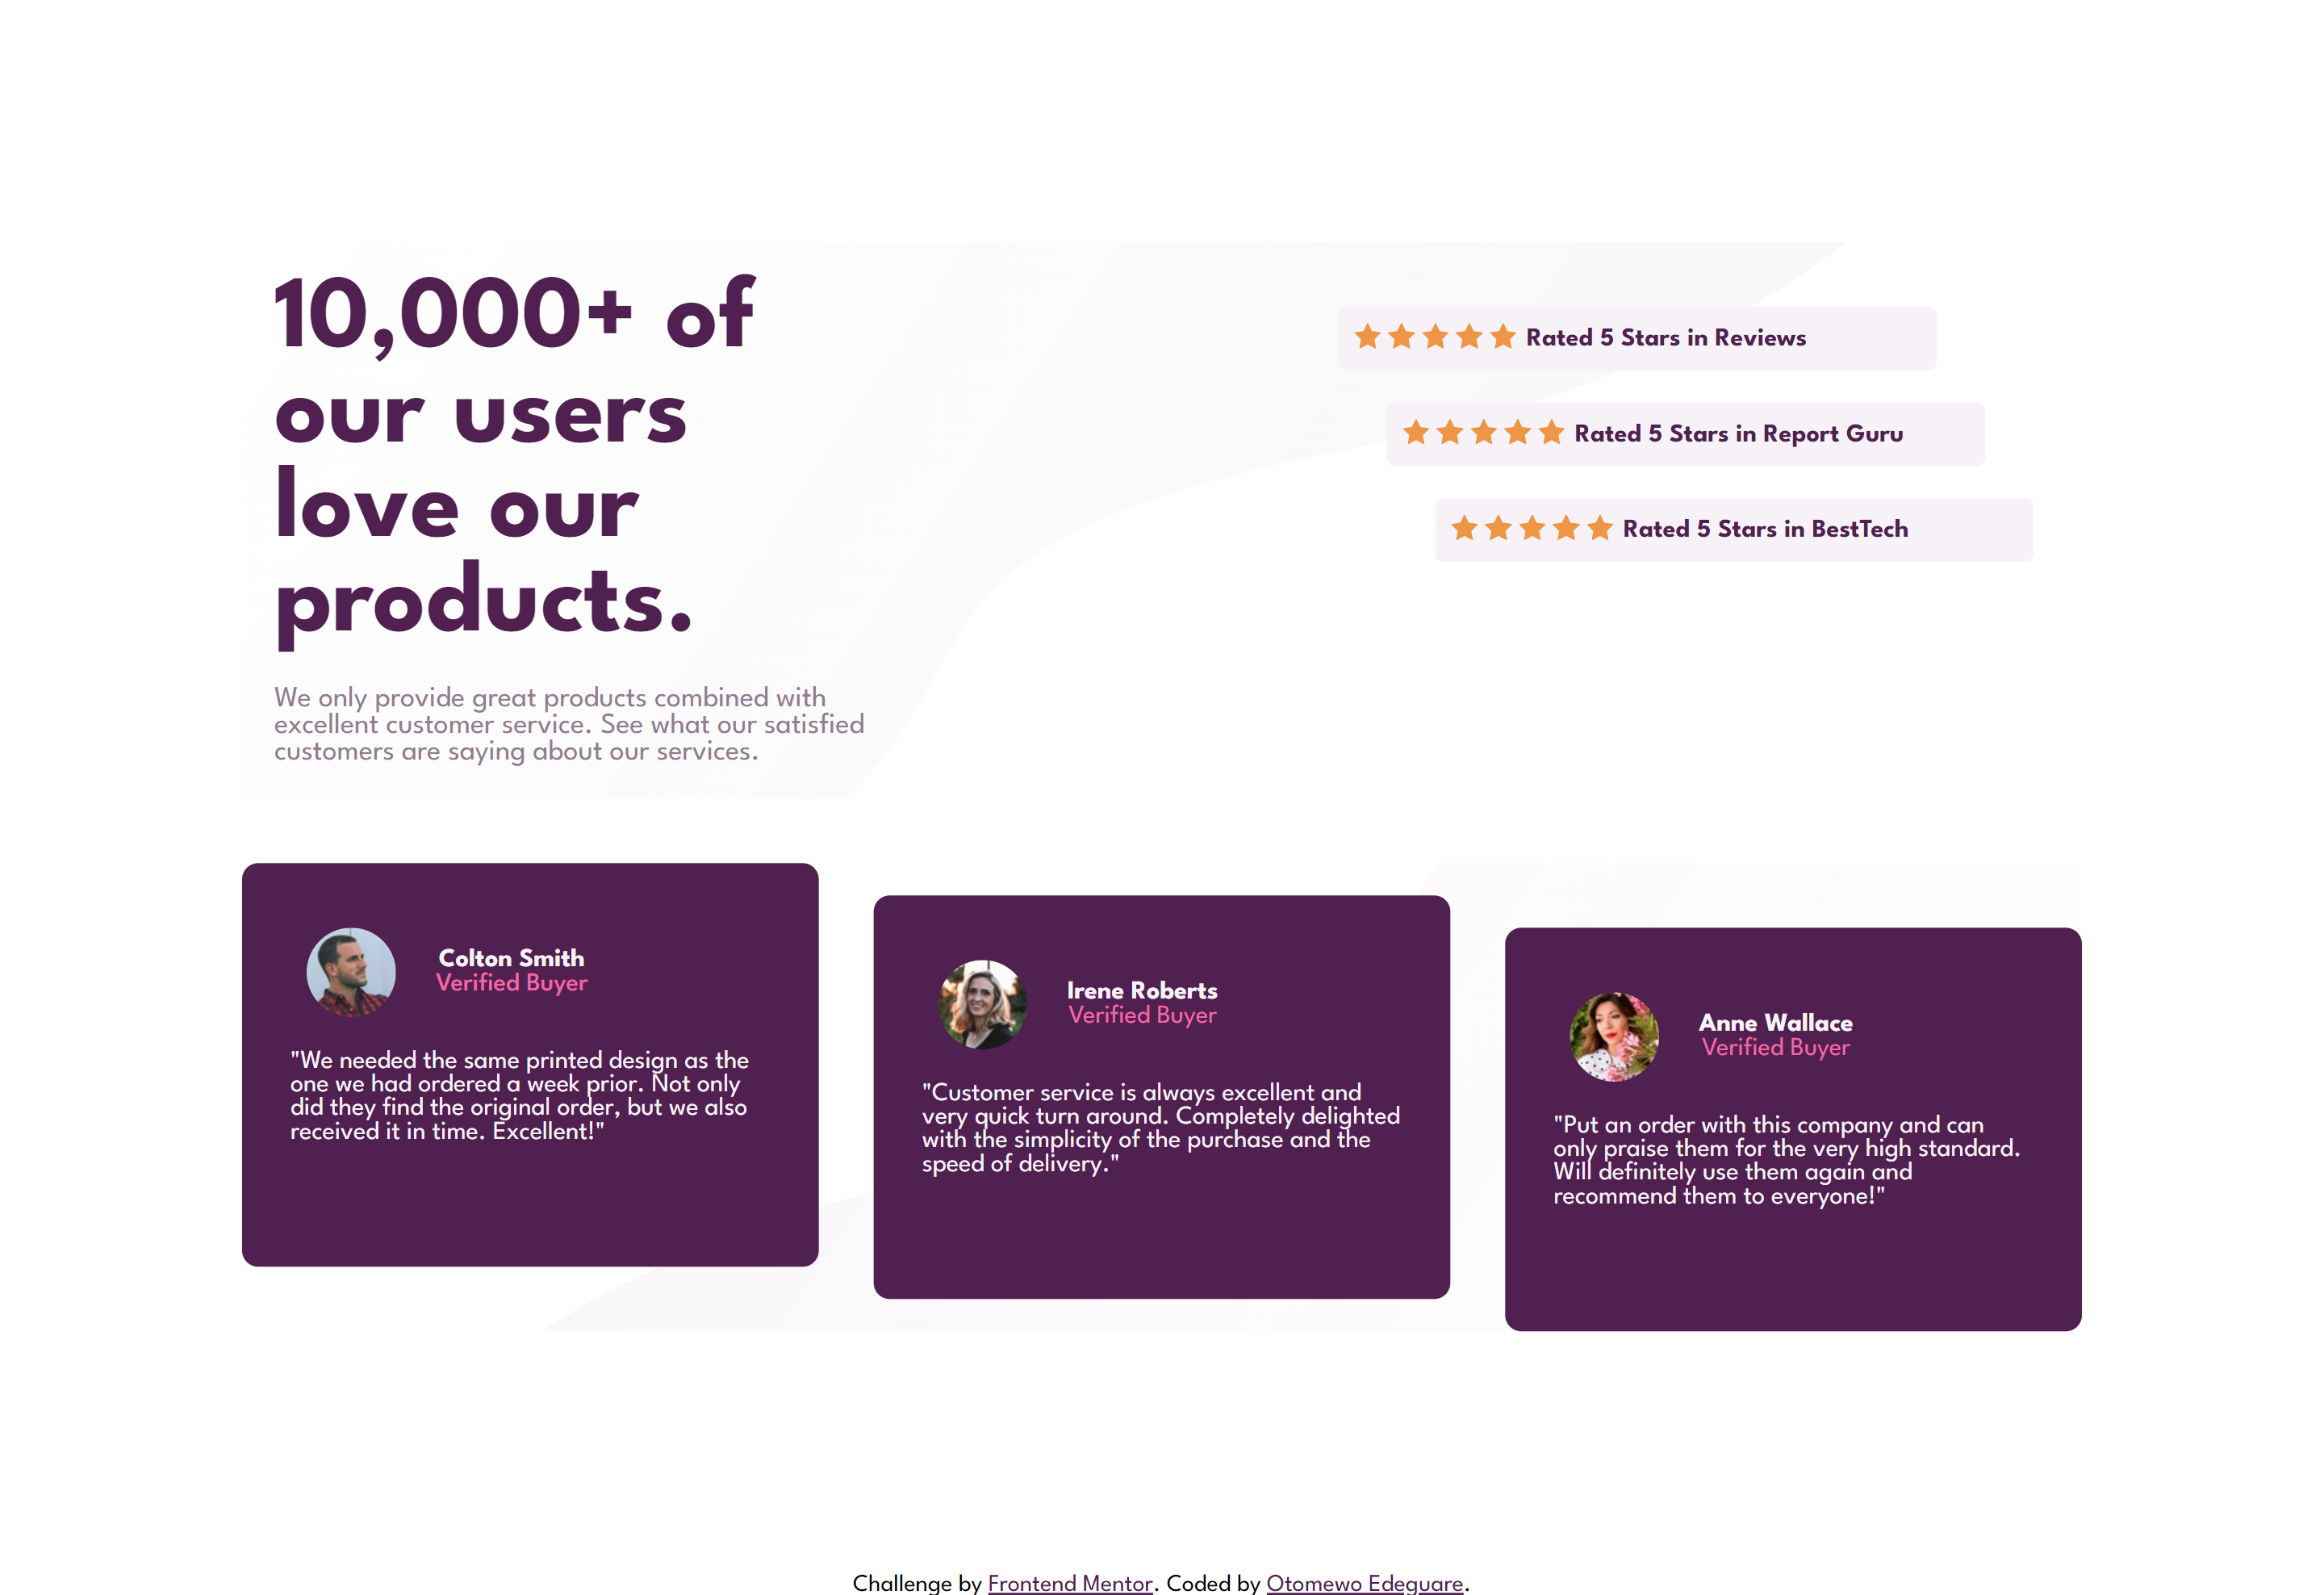 10,000+ of
our users
love our
products.
We only provide great products combined with
excellent customer service. See what our satisfied
customers are saying about our services.
Rated 5 Stars in Reviews
Rated 5 Stars in Report Guru
Rated 5 Stars in BestTech
Colton Smith
Verified Buyer
"We needed the same printed design as the
one we had ordered a week prior. Not only
did they find the original order, but we also
received it in time. Excellent!"
Irene Roberts
Verified Buyer
"Customer service is always excellent and
very quick turn around. Completely delighted
with the simplicity of the purchase and the
speed of delivery."
Anne Wallace
Verified Buyer
"Put an order with this company and can
only praise them for the very high standard.
Will definitely use them again and
recommend them to everyone!"
Challenge by Frontend Mentor. Coded by Otomewo Edeguare.